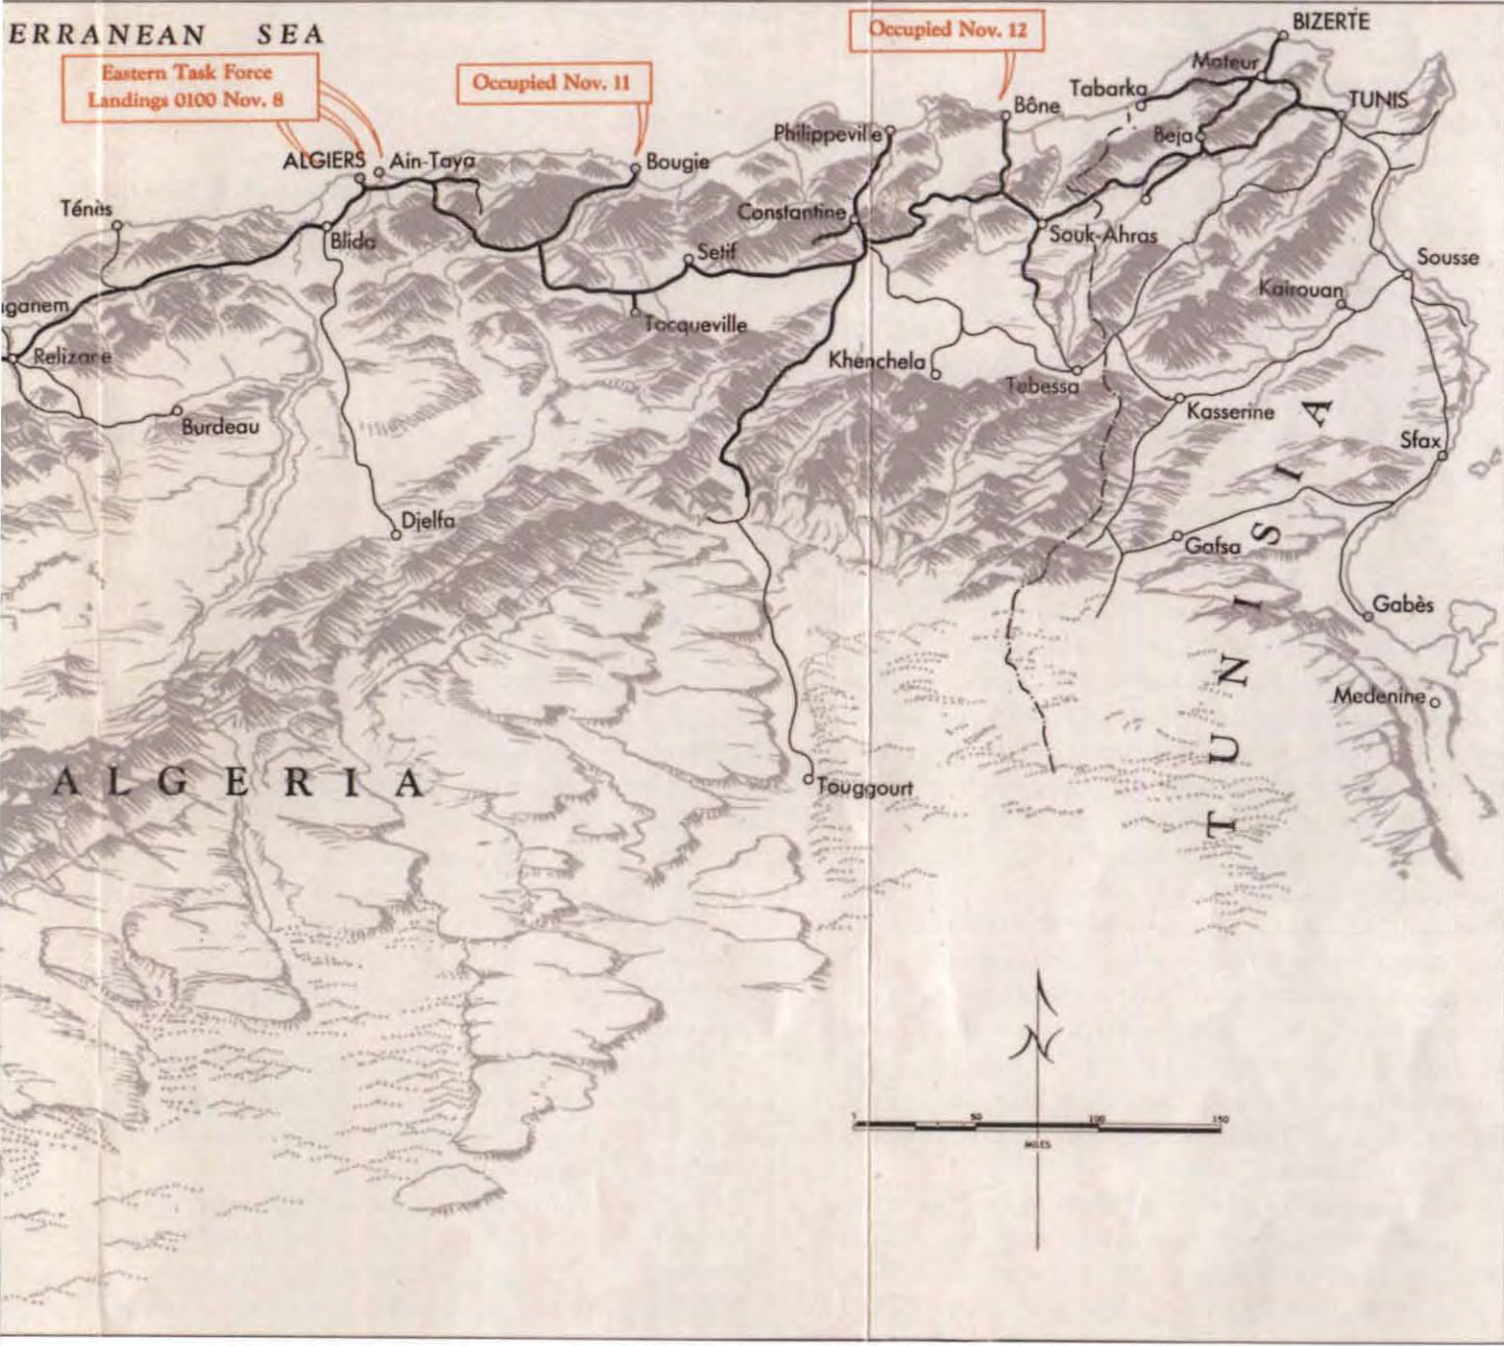 ERRANEAN SEA
Eastern Task Force
Landings 0100 Nov. 8
Occupied Nov. 11
Occupied Nov. 12
BIZERTE
Mateur
Tabarka
TUNIS
Bône
Philippeville
Beja
ALGIERS
Ain-Taya
Bougie
Ténès
Constantine
Blida
Souk-Ahras
Setif
Sousse
Kairouan
ganem
Tocqueville
Relizane
Khenchela
Tebessa
Kasserine
Burdeau
Sfax
Djelfa
Gafsa
Gabès
Medenine
TUNISIA
ALGERIA
Touggourt
N
50
100
150
MILES